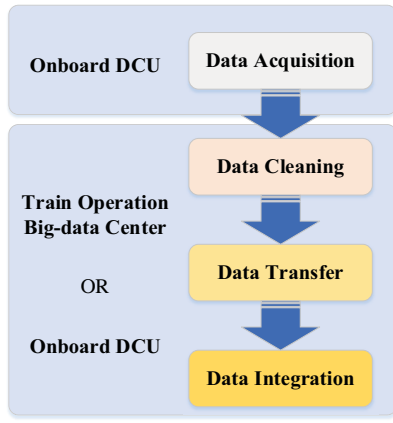 Onboard DCU
Data Acquisition
Data Cleaning
Train Operation
Big-data Center
Data Transfer
OR
Onboard DCU
Data Integration